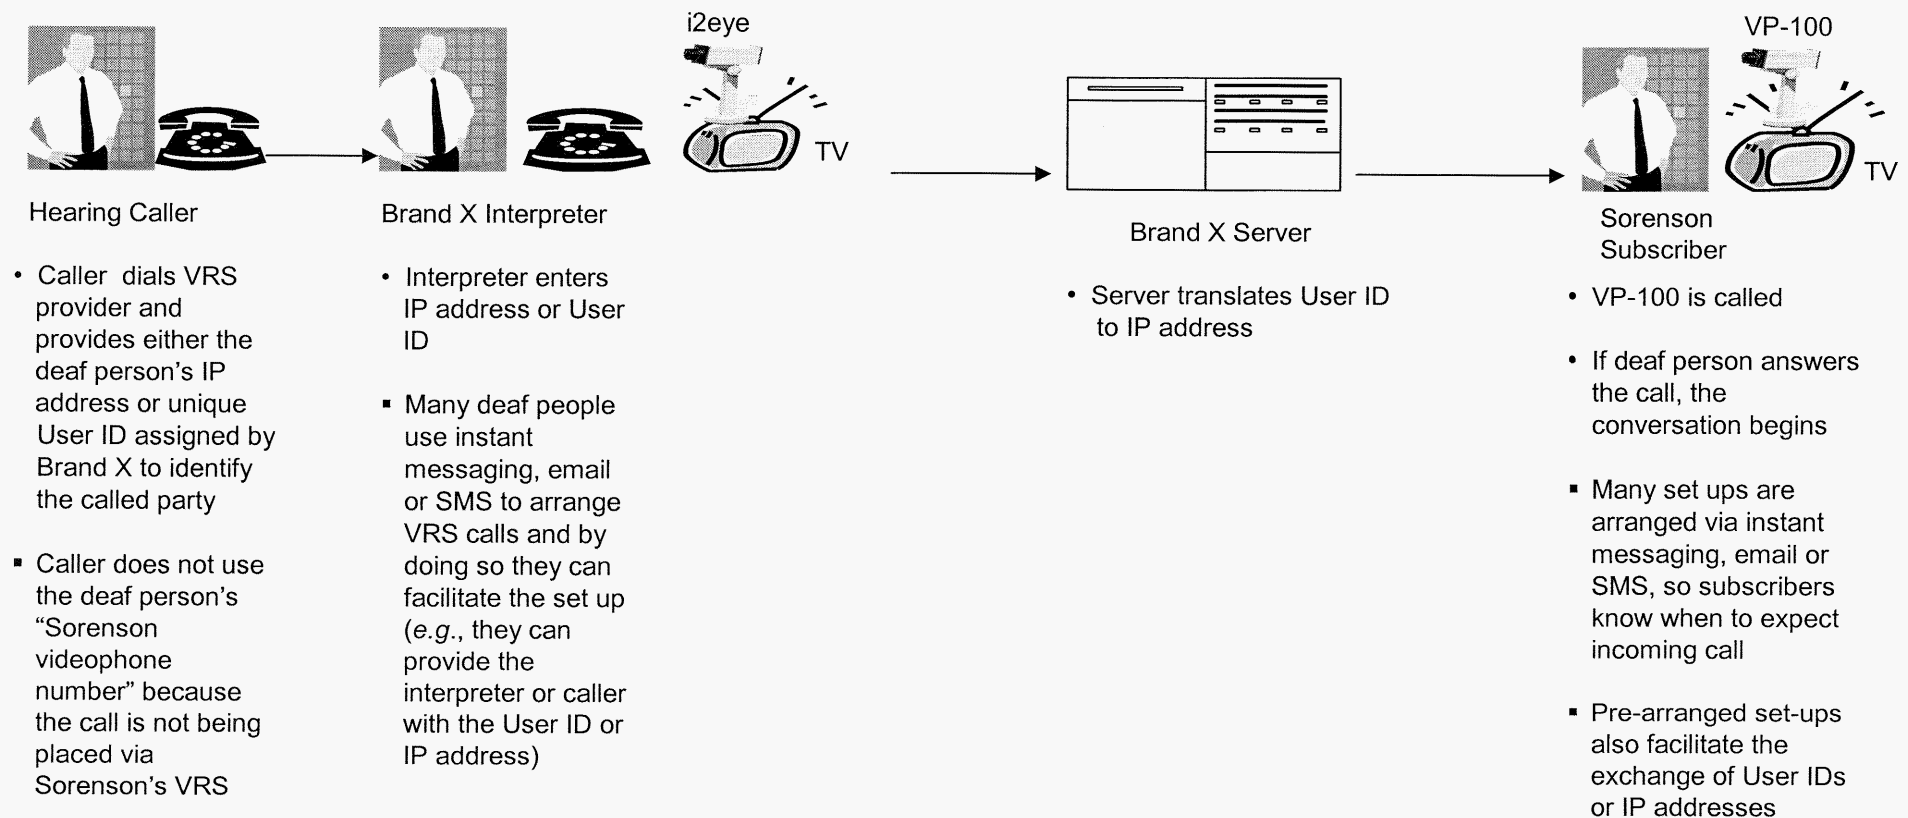 i2eye
VP-100
TV
TV
Hearing Caller
• Caller dials VRS
provider and
provides either the
deaf person's IP
address or unique
User ID assigned by
Brand X to identify
the called party
▪ Caller does not use
the deaf person's
“Sorenson
videophone
number” because
the call is not being
placed via
Sorenson's VRS
Brand X Interpreter
• Interpreter enters
IP address or User
ID
▪ Many deaf people
use instant
messaging, email
or SMS to arrange
VRS calls and by
doing so they can
facilitate the set up
(e.g., they can
provide the
interpreter or caller
with the User ID or
IP address)
Brand X Server
• Server translates User ID
to IP address
Sorenson
Subscriber
• VP-100 is called
• If deaf person answers
the call, the
conversation begins
▪ Many set ups are
arranged via instant
messaging, email or
SMS, so subscribers
know when to expect
incoming call
▪ Pre-arranged set-ups
also facilitate the
exchange of User IDs
or IP addresses